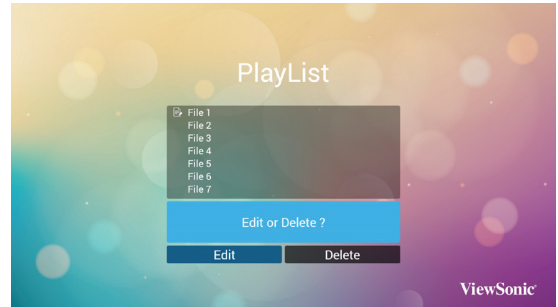 PlayList
File 1
File 2
File 3
File 4
File 5
File 6
File 7
Edit or Delete ?
Edit Delete
ViewSonic